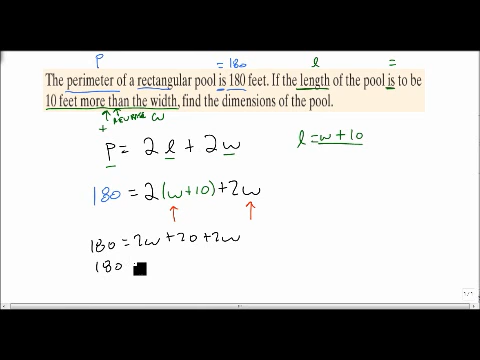 P = 180 l =
The perimeter of a rectangular pool is 180 feet. If the length of the pool is to be
10 feet more than the width, find the dimensions of the pool.
+ REVERSE W
P = 2l + 2w l = w + 10
180 = 2(w+10) + 2w
180 = 2w + 20 + 2w
180